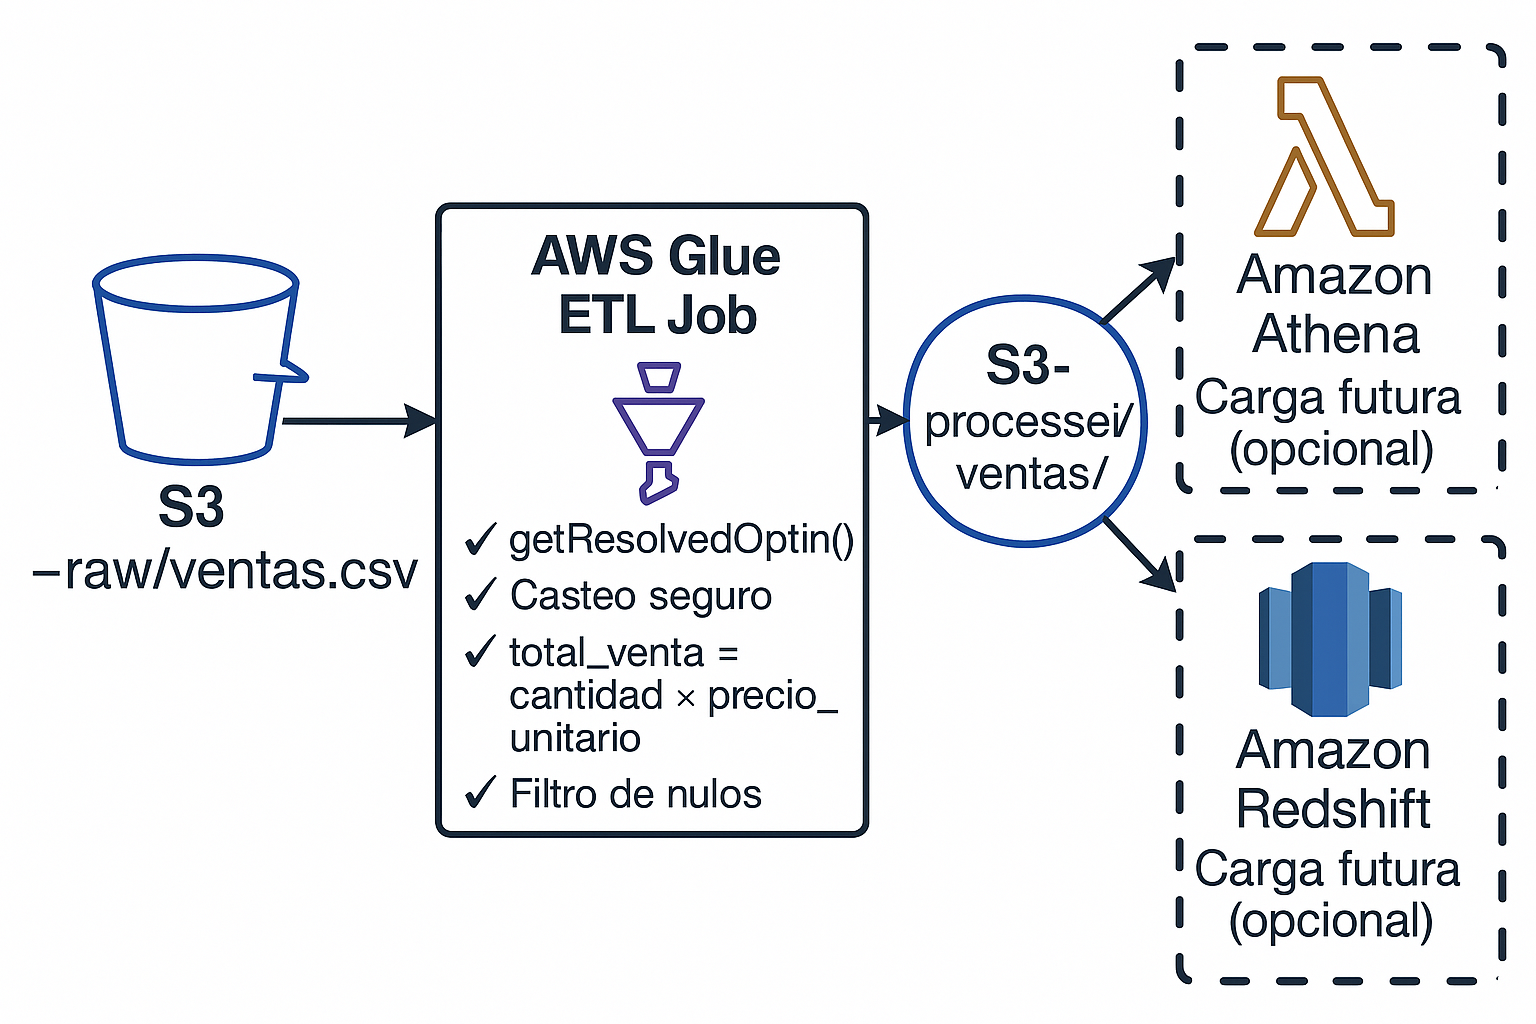 S3
–raw/ventas.csv
AWS Glue
ETL Job
✓ getResolvedOptin()
✓ Casteo seguro
✓ total_venta =
cantidad × precio_
unitario
✓ Filtro de nulos
S3-
processei/
ventas/
Amazon
Athena
Carga futura
(opcional)
Amazon
Redshift
Carga futura
(opcional)